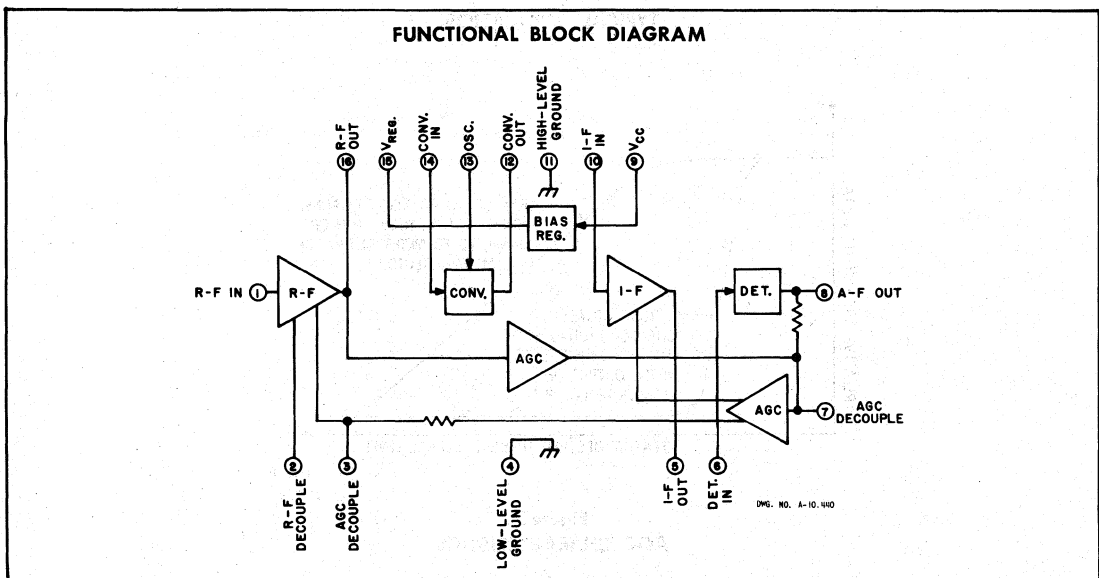 FUNCTIONAL BLOCK DIAGRAM
R-F
OUT
VREG.
CONV.
IN
OSC.
CONV.
OUT
HIGH-LEVEL
GROUND
I-F
IN
VCC
16
15
14
13
12
11
10
9
BIAS
REG.
R-F IN 1
R-F
CONV.
I-F
DET.
8 A-F OUT
AGC
AGC
7 AGC
DECOUPLE
2
3
4
5
6
R-F
DECOUPLE
AGC
DECOUPLE
LOW-LEVEL
GROUND
I-F
OUT
DET.
IN
DWG. NO. A-10,440